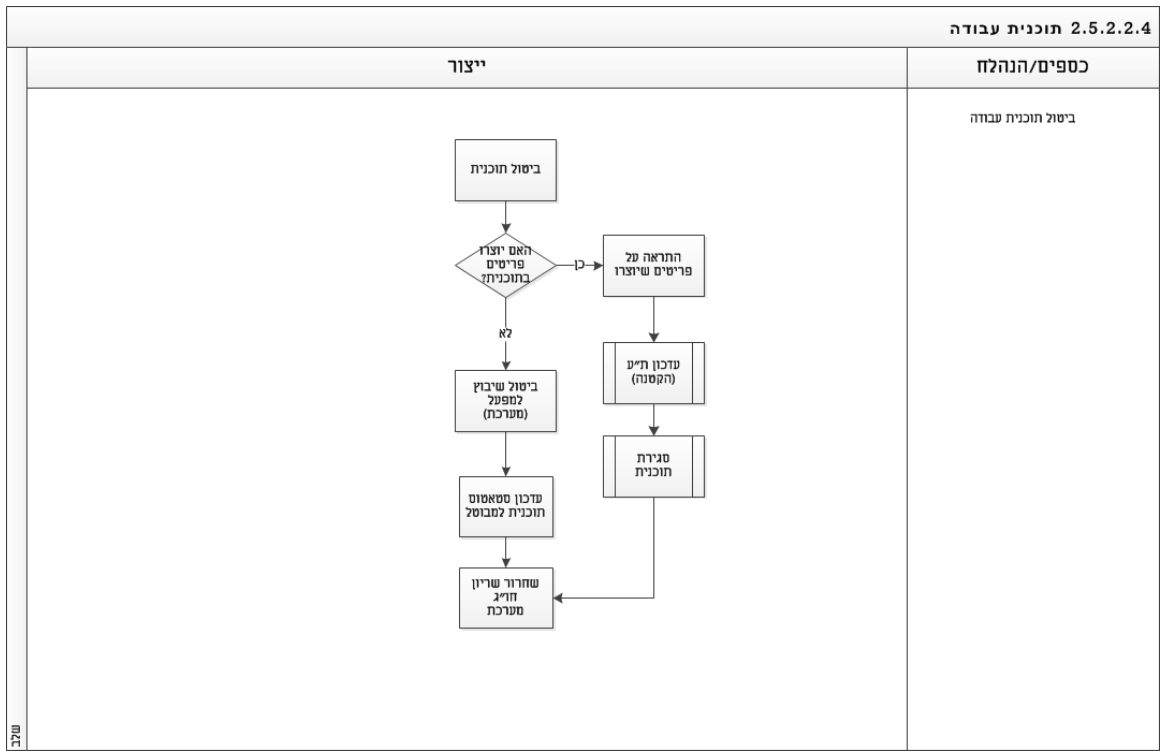 2.5.2.2.4 תוכנית עבודה
כספים/הנהלח
ייצור
ביטול תוכנית עבודה
ביטול תוכנית
האם יוצרו
פריטים
בתוכנית?
כן
התראה על
פריטים שיוצרו
לא
עדכון ת״ע
(הקטנה)
ביטול שיבוץ
למפעל
(מערכת)
סגירת
תוכנית
עדכון סטאטוס
תוכנית למבוטל
שחרור שריון
חו״ג
מערכת
שלב